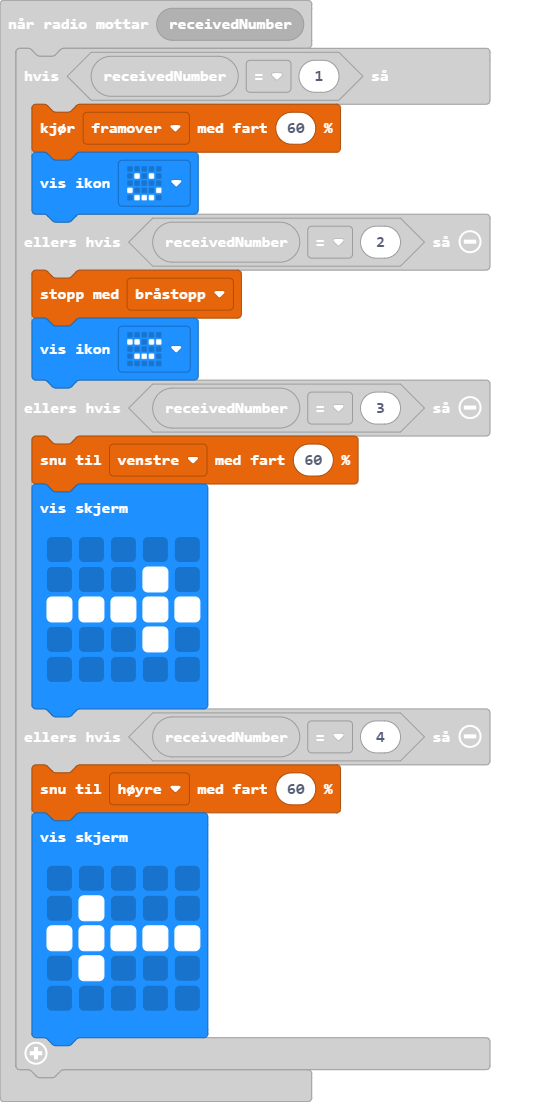 når radio mottar receivedNumber
hvis receivedNumber = 1 så
kjør framover med fart 60 %
vis ikon
ellers hvis receivedNumber = 2 så
stopp med bråstopp
vis ikon
ellers hvis receivedNumber = 3 så
snu til venstre med fart 60 %
vis skjerm
ellers hvis receivedNumber = 4 så
snu til høyre med fart 60 %
vis skjerm